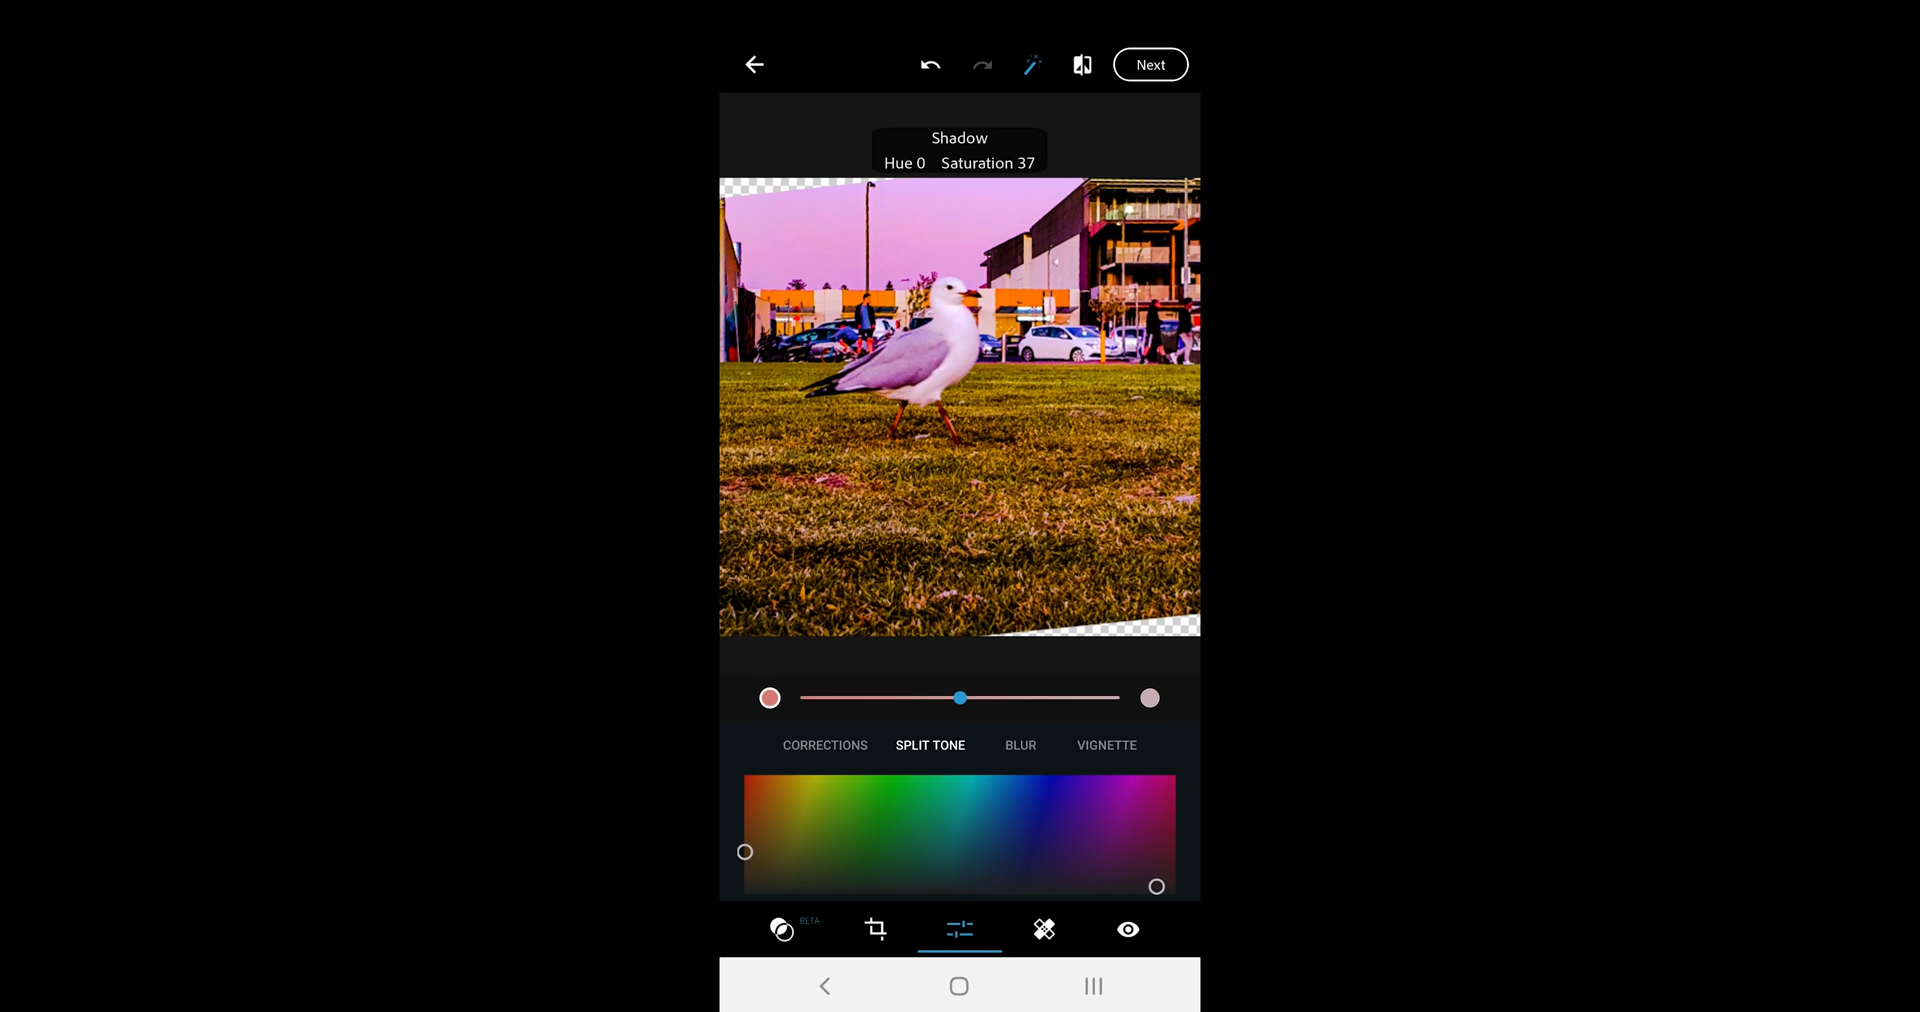 Next
Shadow
Hue 0 Saturation 37
CORRECTIONS SPLIT TONE BLUR VIGNETTE
BETA